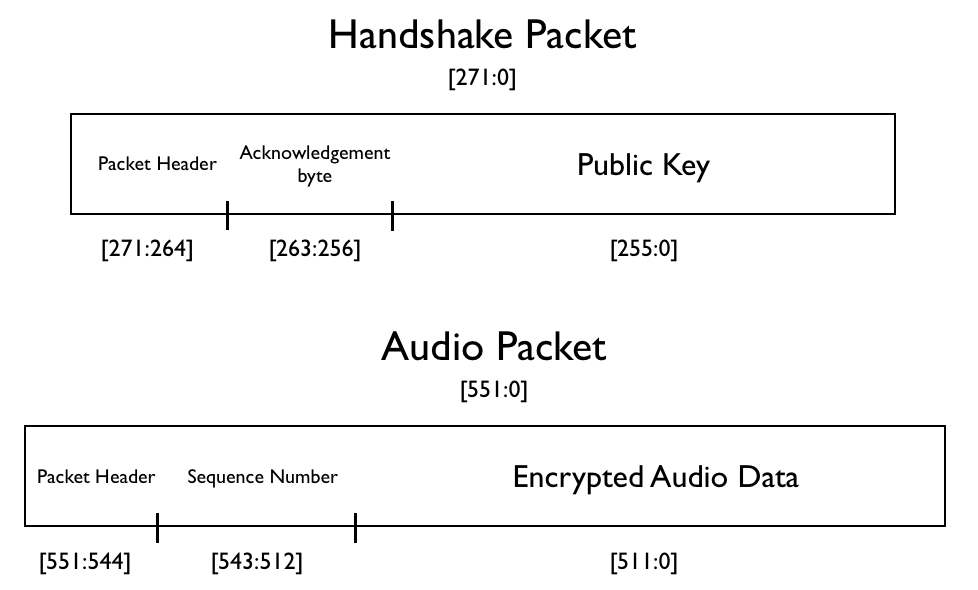 Handshake Packet
[271:0]
Packet Header
Acknowledgement
byte
Public Key
[271:264]
[263:256]
[255:0]
Audio Packet
[551:0]
Packet Header
Sequence Number
Encrypted Audio Data
[551:544]
[543:512]
[511:0]